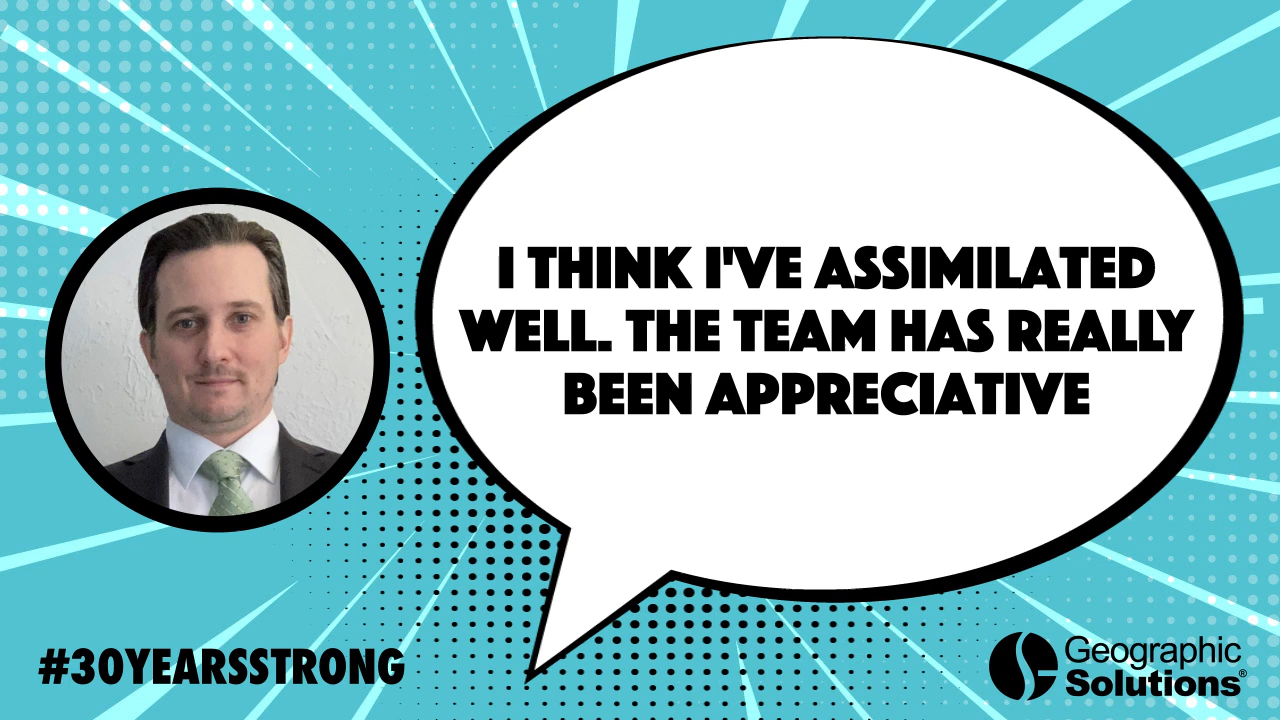 I THINK I'VE ASSIMILATED
WELL. THE TEAM HAS REALLY
BEEN APPRECIATIVE
#30YEARSSTRONG
Geographic
Solutions®